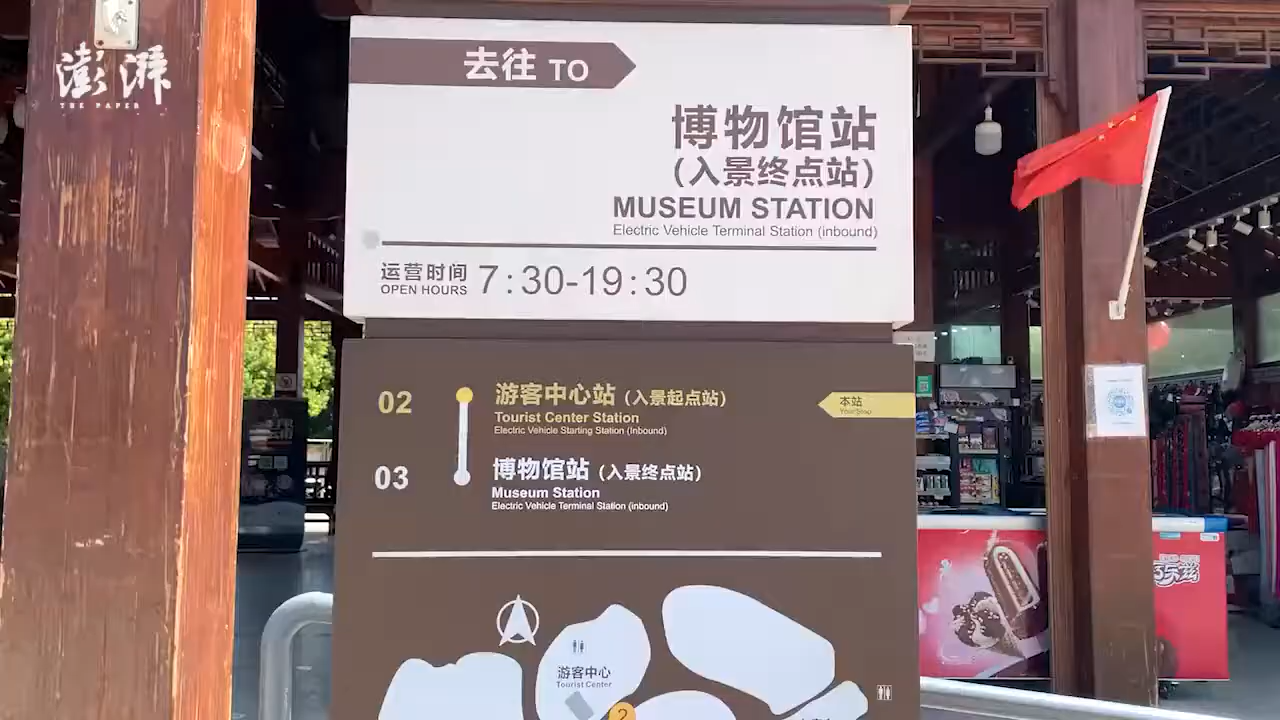 澎湃
THE PAPER
去往 TO
博物馆站
（入景终点站）
MUSEUM STATION
Electric Vehicle Terminal Station (inbound)
运营时间
OPEN HOURS
7:30-19:30
02
游客中心站（入景起点站）
Tourist Center Station
Electric Vehicle Starting Station (Inbound)
本站
Your Stop
03
博物馆站（入景终点站）
Museum Station
Electric Vehicle Terminal Station (inbound)
游客中心
Tourist Center
2